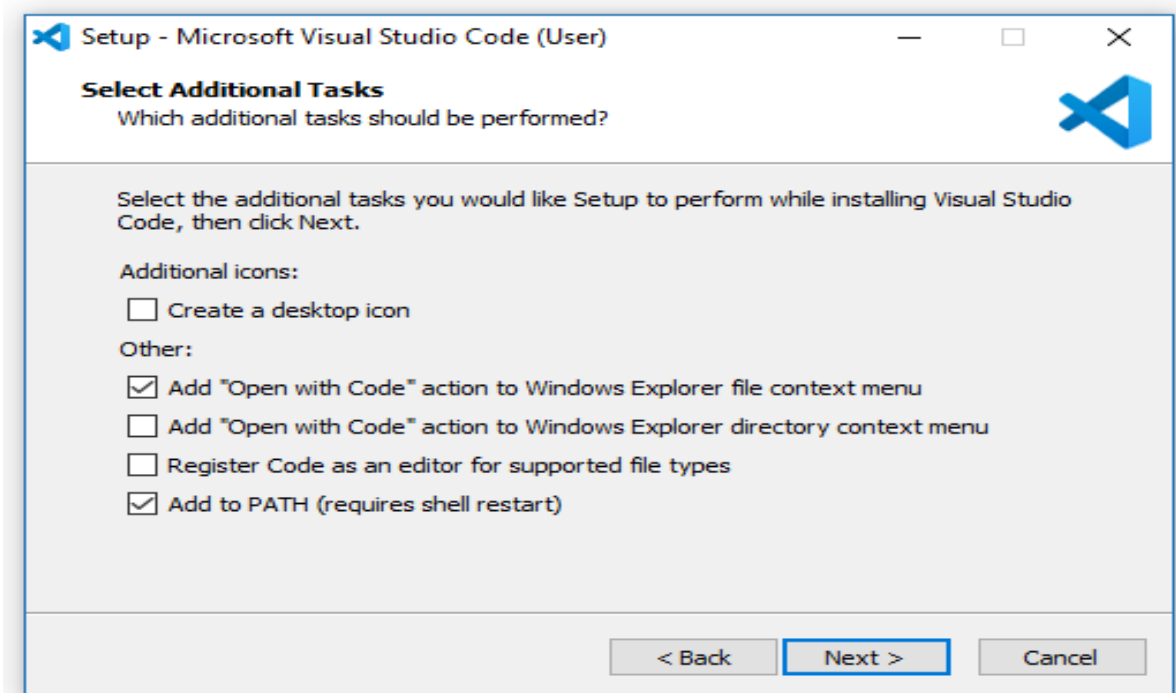 Setup - Microsoft Visual Studio Code (User)
Select Additional Tasks
Which additional tasks should be performed?
Select the additional tasks you would like Setup to perform while installing Visual Studio
Code, then click Next.
Additional icons:
Create a desktop icon
Other:
Add "Open with Code" action to Windows Explorer file context menu
Add "Open with Code" action to Windows Explorer directory context menu
Register Code as an editor for supported file types
Add to PATH (requires shell restart)
< Back Next > Cancel